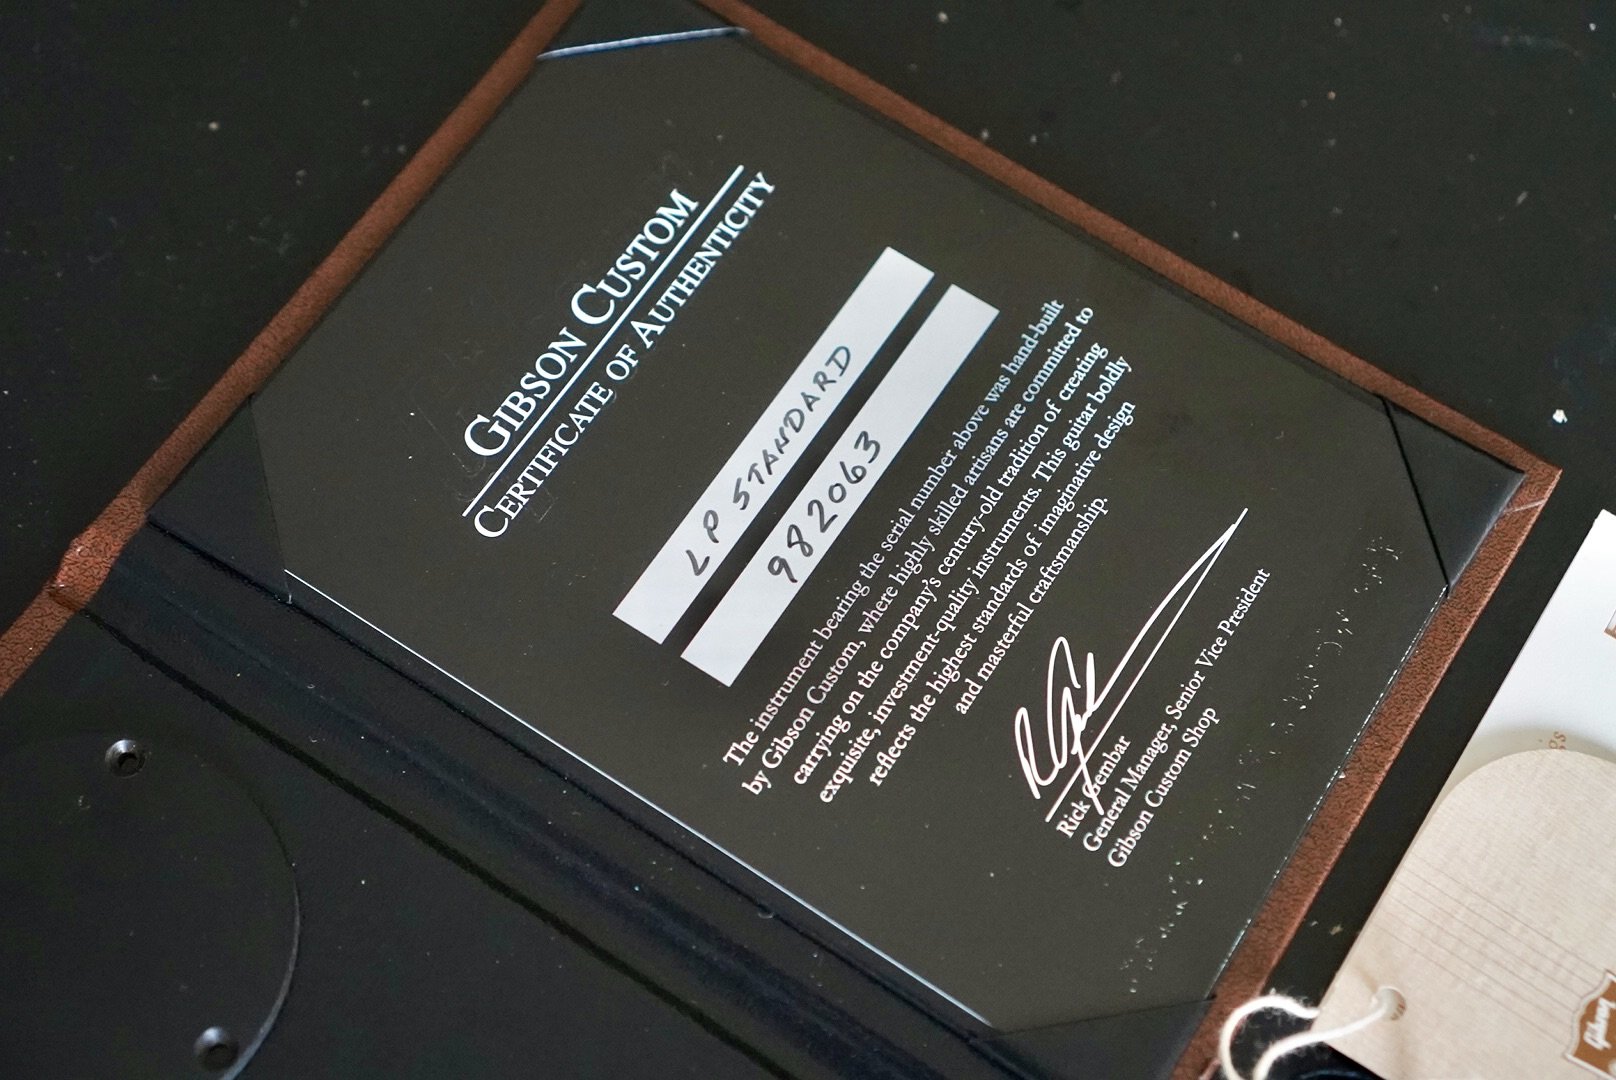 GIBSON CUSTOM
CERTIFICATE OF AUTHENTICITY
LP STANDARD
982063
The instrument bearing the serial number above was hand-built
by Gibson Custom, where highly skilled artisans are committed to
carrying on the company's century-old tradition of creating
exquisite, investment-quality instruments. This guitar boldly
reflects the highest standards of imaginative design
and masterful craftsmanship.
Rick Gembar
General Manager, Senior Vice President
Gibson Custom Shop
Gibson